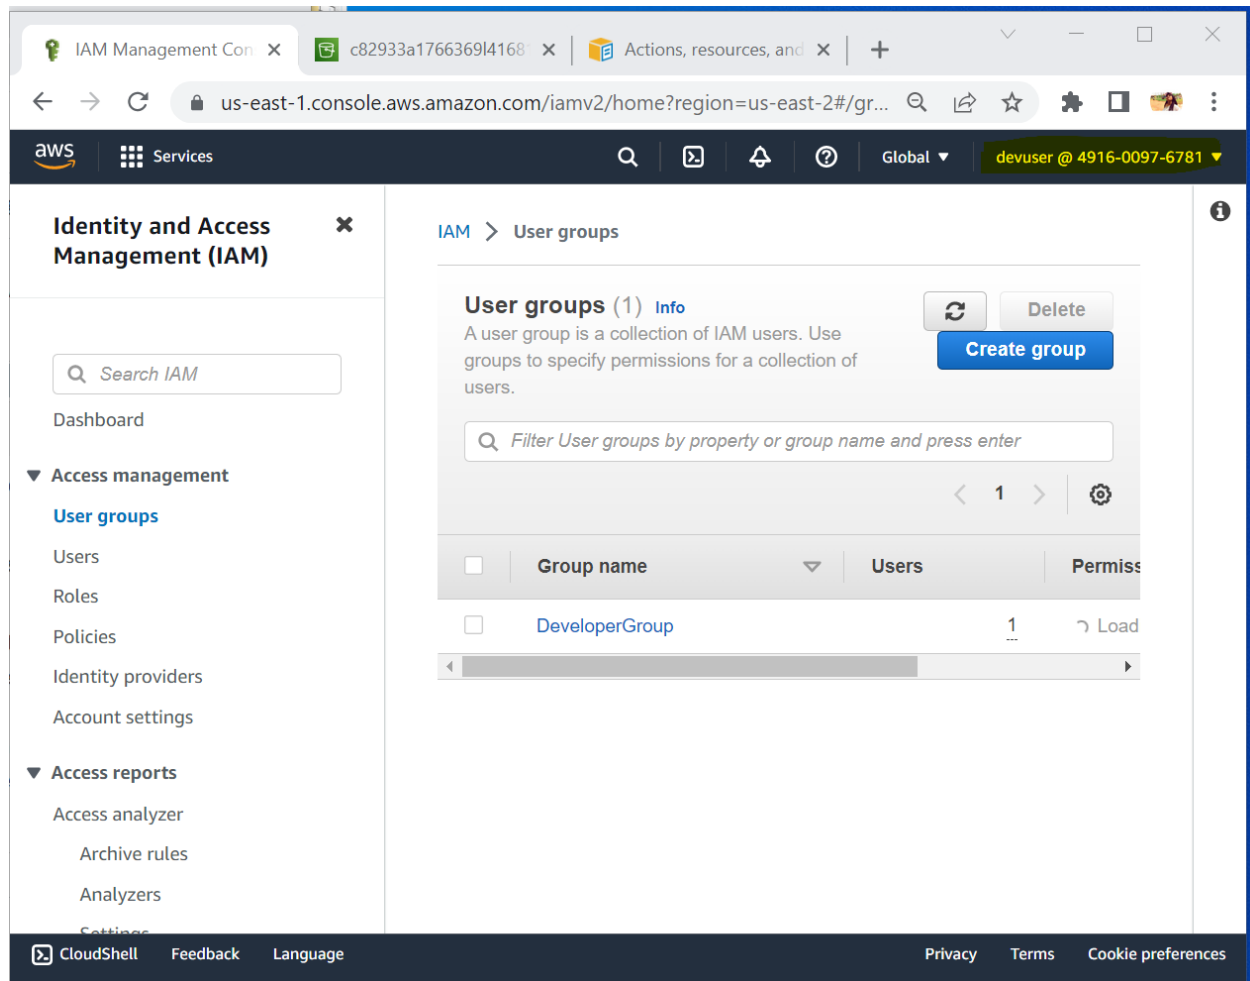 IAM Management Con
c82933a1766369l4168
Actions, resources, and
us-east-1.console.aws.amazon.com/iamv2/home?region=us-east-2#/gr...
aws
Services
Global
devuser @ 4916-0097-6781
Identity and Access
Management (IAM)
Search IAM
Dashboard
Access management
User groups
Users
Roles
Policies
Identity providers
Account settings
Access reports
Access analyzer
Archive rules
Analyzers
Settings
IAM > User groups
User groups (1) Info
A user group is a collection of IAM users. Use
groups to specify permissions for a collection of
users.
Delete
Create group
Filter User groups by property or group name and press enter
1
Group name
Users
Permiss
DeveloperGroup
1
Load
CloudShell
Feedback
Language
Privacy
Terms
Cookie preferences